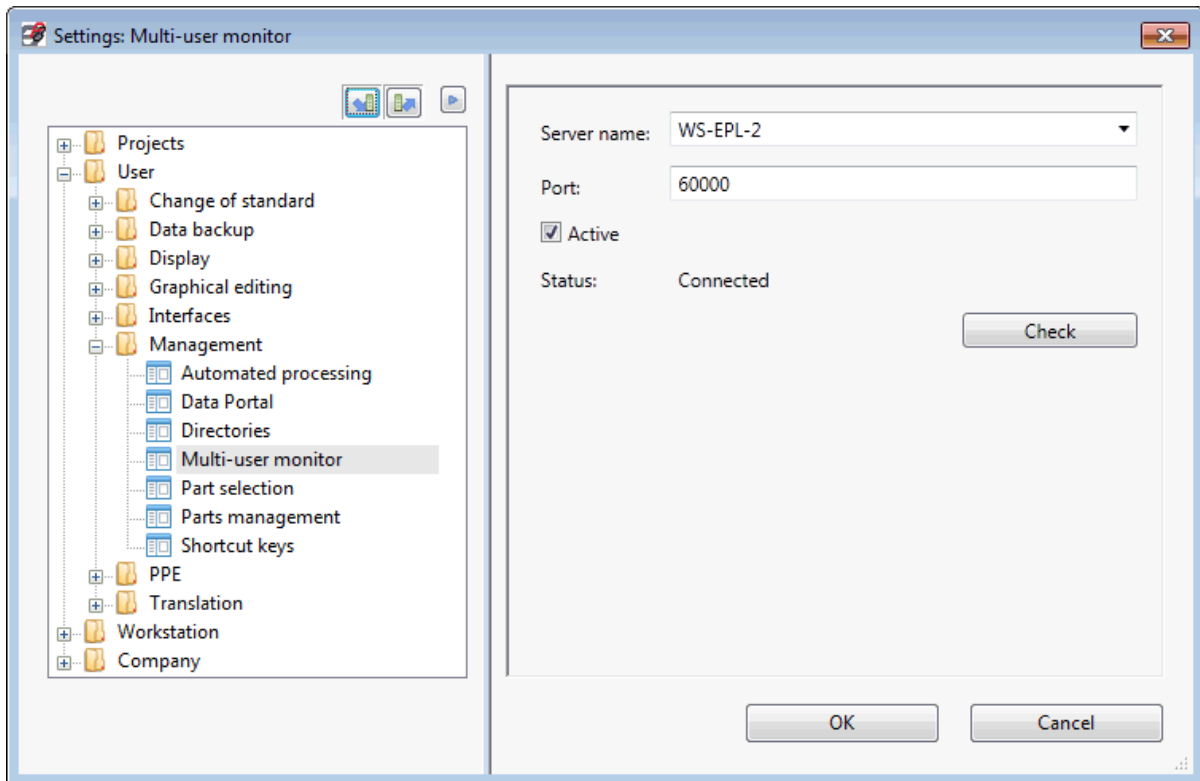 Settings: Multi-user monitor
Projects
User
Change of standard
Data backup
Display
Graphical editing
Interfaces
Management
Automated processing
Data Portal
Directories
Multi-user monitor
Part selection
Parts management
Shortcut keys
PPE
Translation
Workstation
Company
Server name: WS-EPL-2
Port: 60000
Active
Status: Connected
Check
OK Cancel